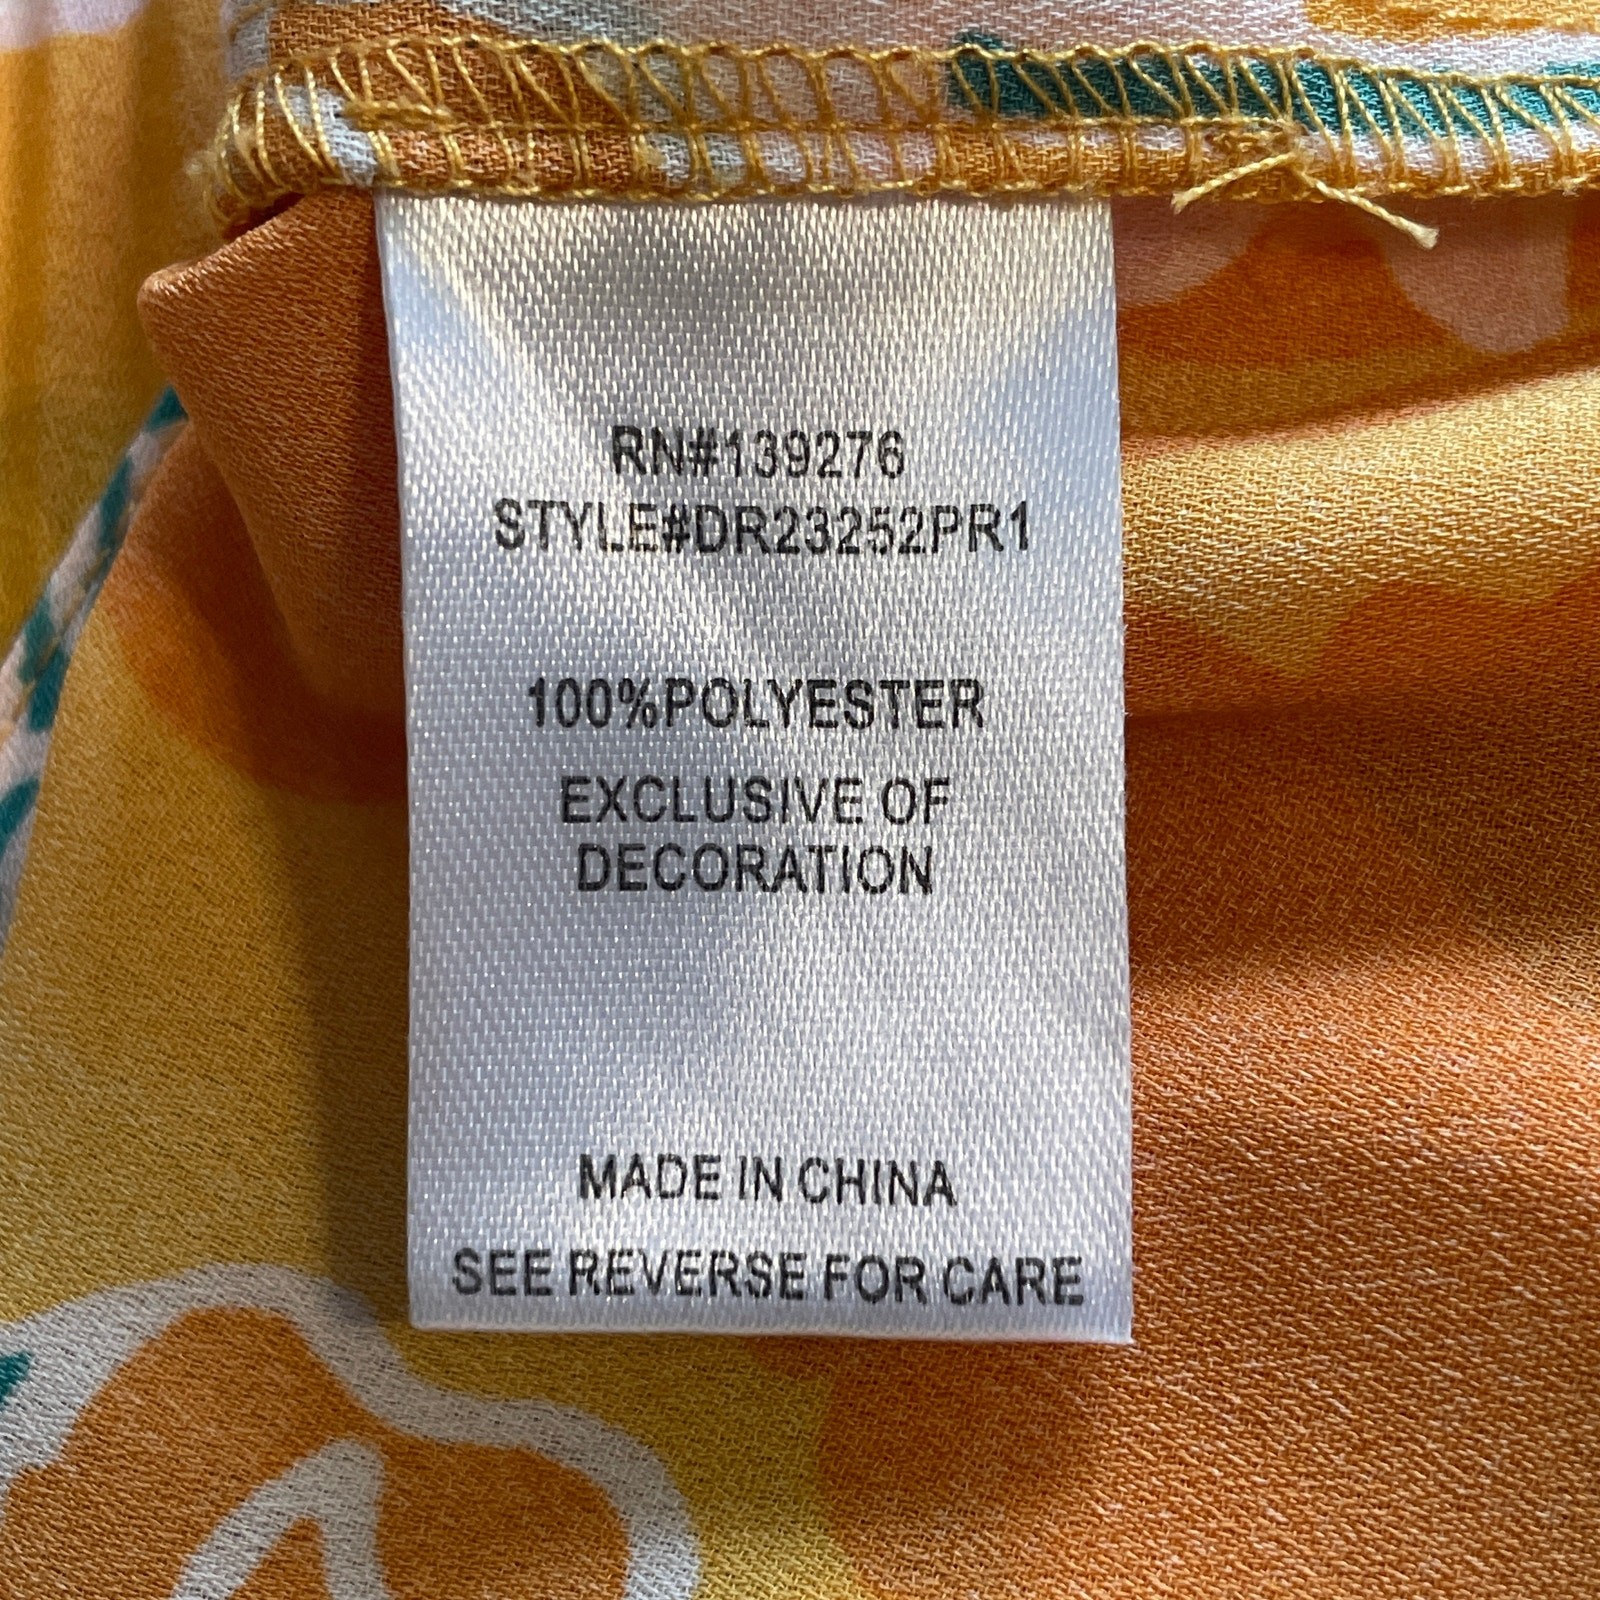 RN#139276
STYLE#DR23252PR1
100%POLYESTER
EXCLUSIVE OF
DECORATION
MADE IN CHINA
SEE REVERSE FOR CARE